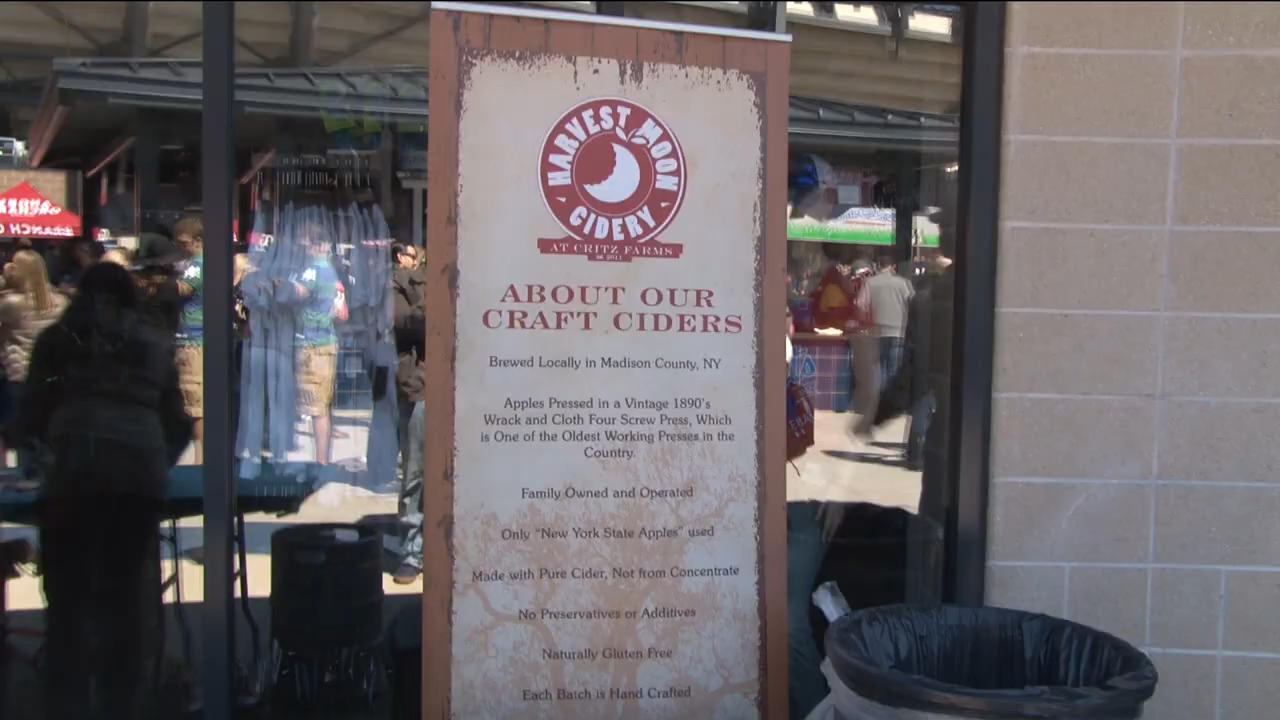 HARVEST MOON
CIDERY
AT CRITZ FARMS
ABOUT OUR
CRAFT CIDERS
Brewed Locally in Madison County, NY
Apples Pressed in a Vintage 1890's
Wrack and Cloth Four Screw Press, Which
is One of the Oldest Working Presses in the
Country.
Family Owned and Operated
Only “New York State Apples” used
Made with Pure Cider, Not from Concentrate
No Preservatives or Additives
Naturally Gluten Free
Each Batch is Hand Crafted